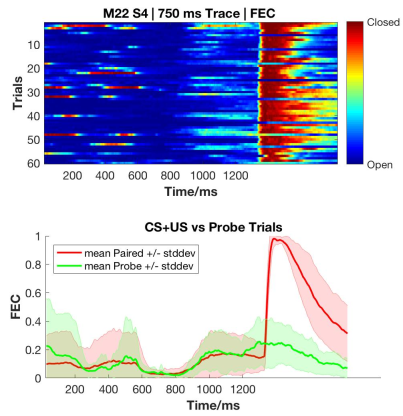 M22 S4 | 750 ms Trace | FEC
Trials
10
20
30
40
50
60
200 400 600 800 1000 1200
Time/ms
Closed
Open
CS+US vs Probe Trials
FEC
1
0.8
0.6
0.4
0.2
0
mean Paired +/- stddev
mean Probe +/- stddev
200 400 600 800 1000 1200
Time/ms